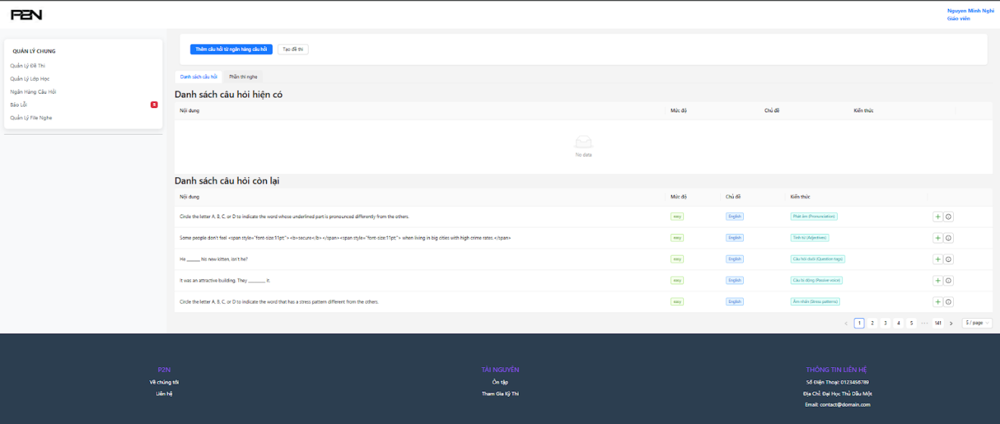 P2N
Nguyen Minh Nghi
Giáo viên
QUẢN LÝ CHUNG
Quản Lý Đề Thi
Quản Lý Lớp Học
Ngân Hàng Câu Hỏi
Báo Lỗi
5
Quản Lý File Nghe
Thêm câu hỏi từ ngân hàng câu hỏi Tạo đề thi
Danh sách câu hỏi Phần thi nghe
Danh sách câu hỏi hiện có
Nội dung Mức độ Chủ đề Kiến thức
No data
Danh sách câu hỏi còn lại
Nội dung Mức độ Chủ đề Kiến thức
Circle the letter A, B, C, or D to indicate the word whose underlined part is pronounced differently from the others. easy English Phát âm (Pronunciation)
Some people don't feel <span style="font-size:11pt;"><b>secure</b> </span><span style="font-size:11pt;"> when living in big cities with high crime rates.</span> easy English Tính từ (Adjectives)
He ______ his new kitten, isn't he? easy English Câu hỏi đuôi (Question tags)
It was an attractive building. They ________ it. easy English Câu bị động (Passive voice)
Circle the letter A, B, C, or D to indicate the word that has a stress pattern different from the others. easy English Âm nhấn (Stress patterns)
< 1 2 3 4 5 ••• 141 > 5 / page
P2N
Về chúng tôi
Liên hệ
TÀI NGUYÊN
Ôn tập
Tham Gia Kỳ Thi
THÔNG TIN LIÊN HỆ
Số Điện Thoại: 0123456789
Địa Chỉ: Đại Học Thủ Dầu Một
Email: contact@domain.com